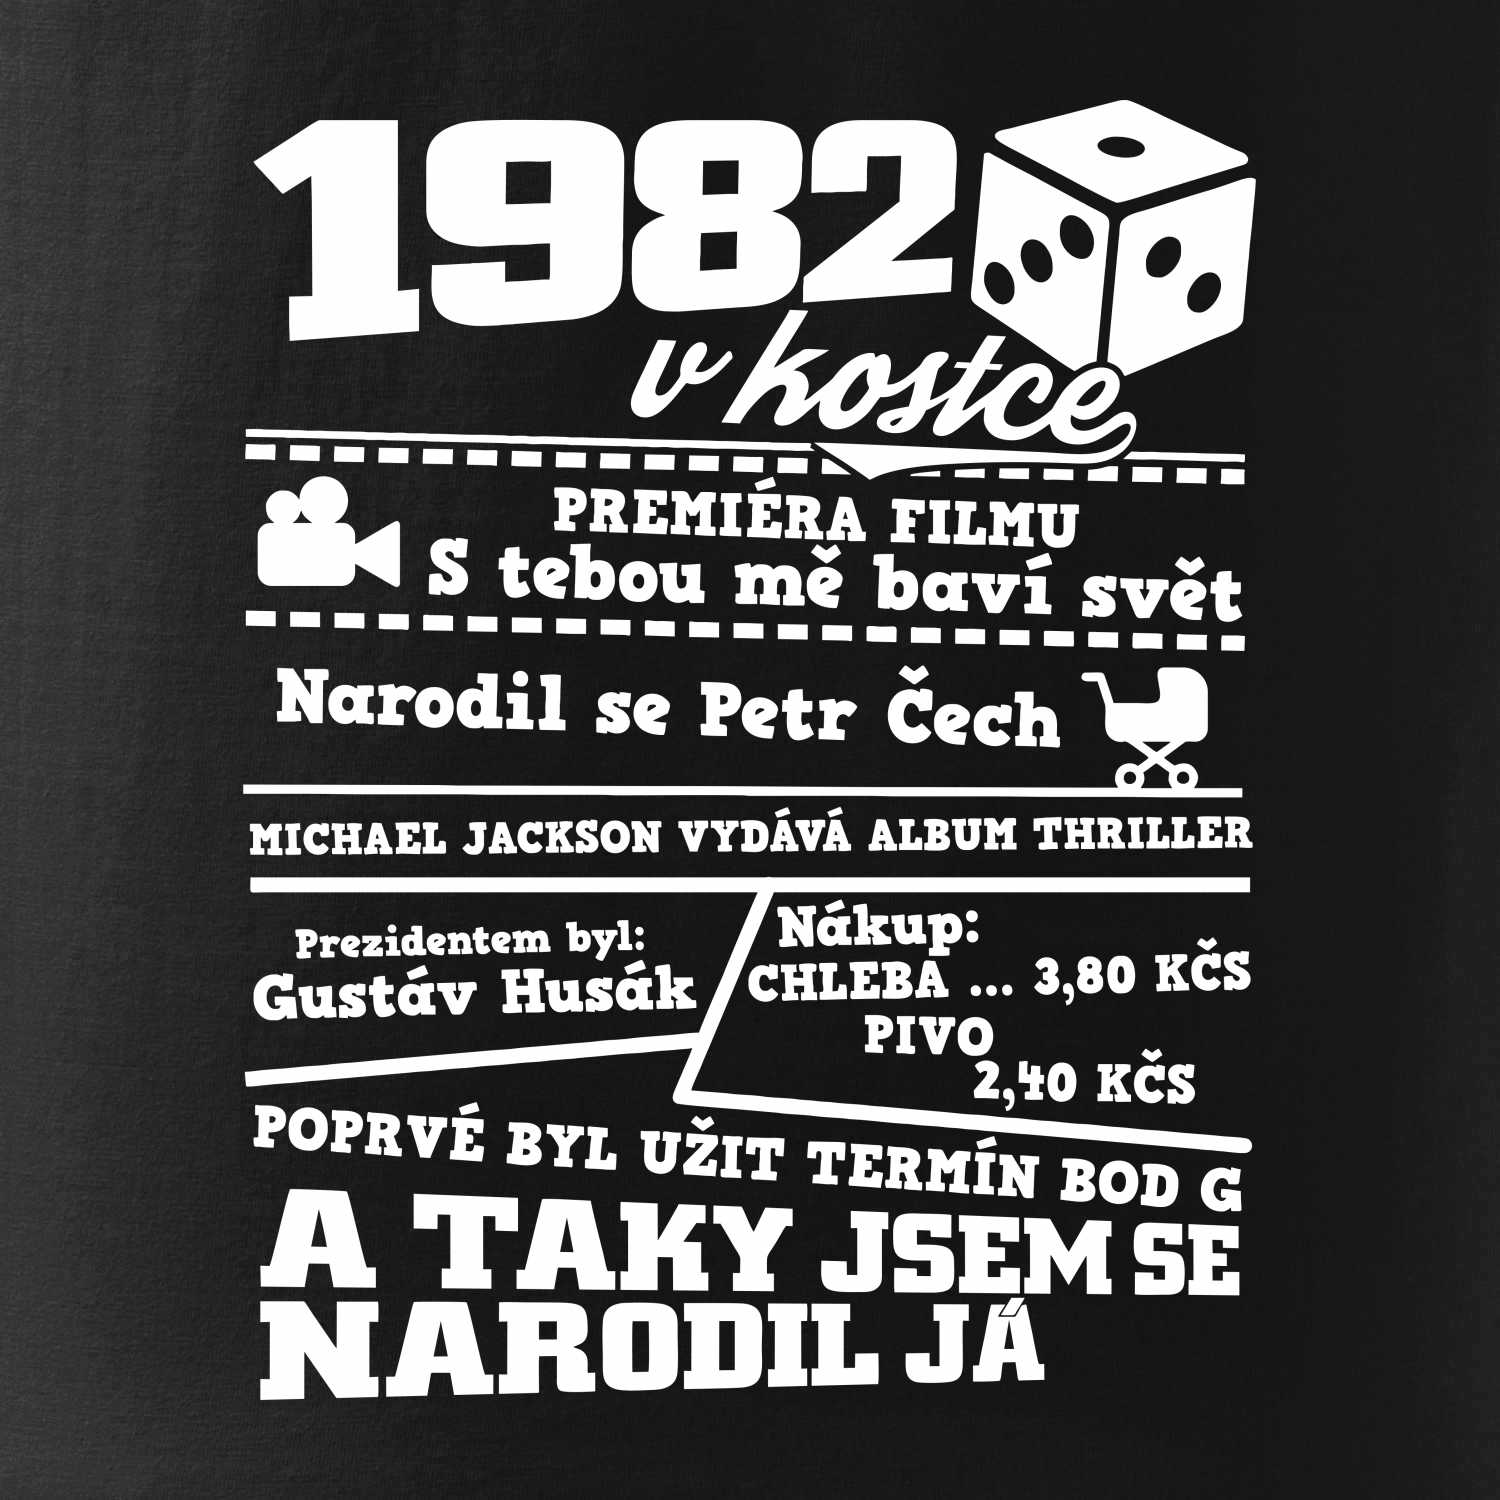 1982
v kostce
PREMIÉRA FILMU
S tebou mě baví svět
Narodil se Petr Čech
MICHAEL JACKSON VYDÁVÁ ALBUM THRILLER
Prezidentem byl:
Gustáv Husák
Nákup:
CHLEBA ... 3,80 KČS
PIVO
2,40 KČS
POPRVÉ BYL UŽIT TERMÍN BOD G
A TAKY JSEM SE
NARODIL JÁ